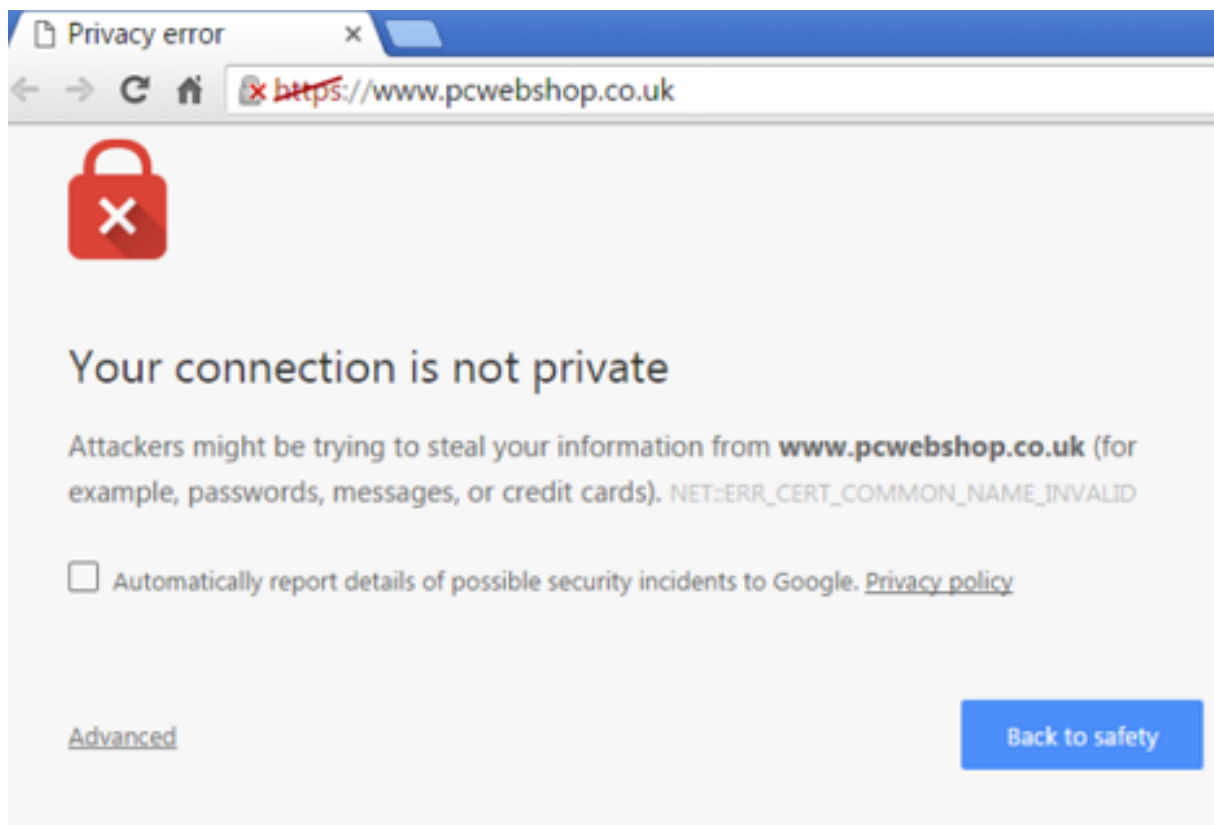 Privacy error
https://www.pcwebshop.co.uk
Your connection is not private
Attackers might be trying to steal your information from www.pcwebshop.co.uk (for
example, passwords, messages, or credit cards). NET::ERR_CERT_COMMON_NAME_INVALID
Automatically report details of possible security incidents to Google. Privacy policy
Advanced
Back to safety